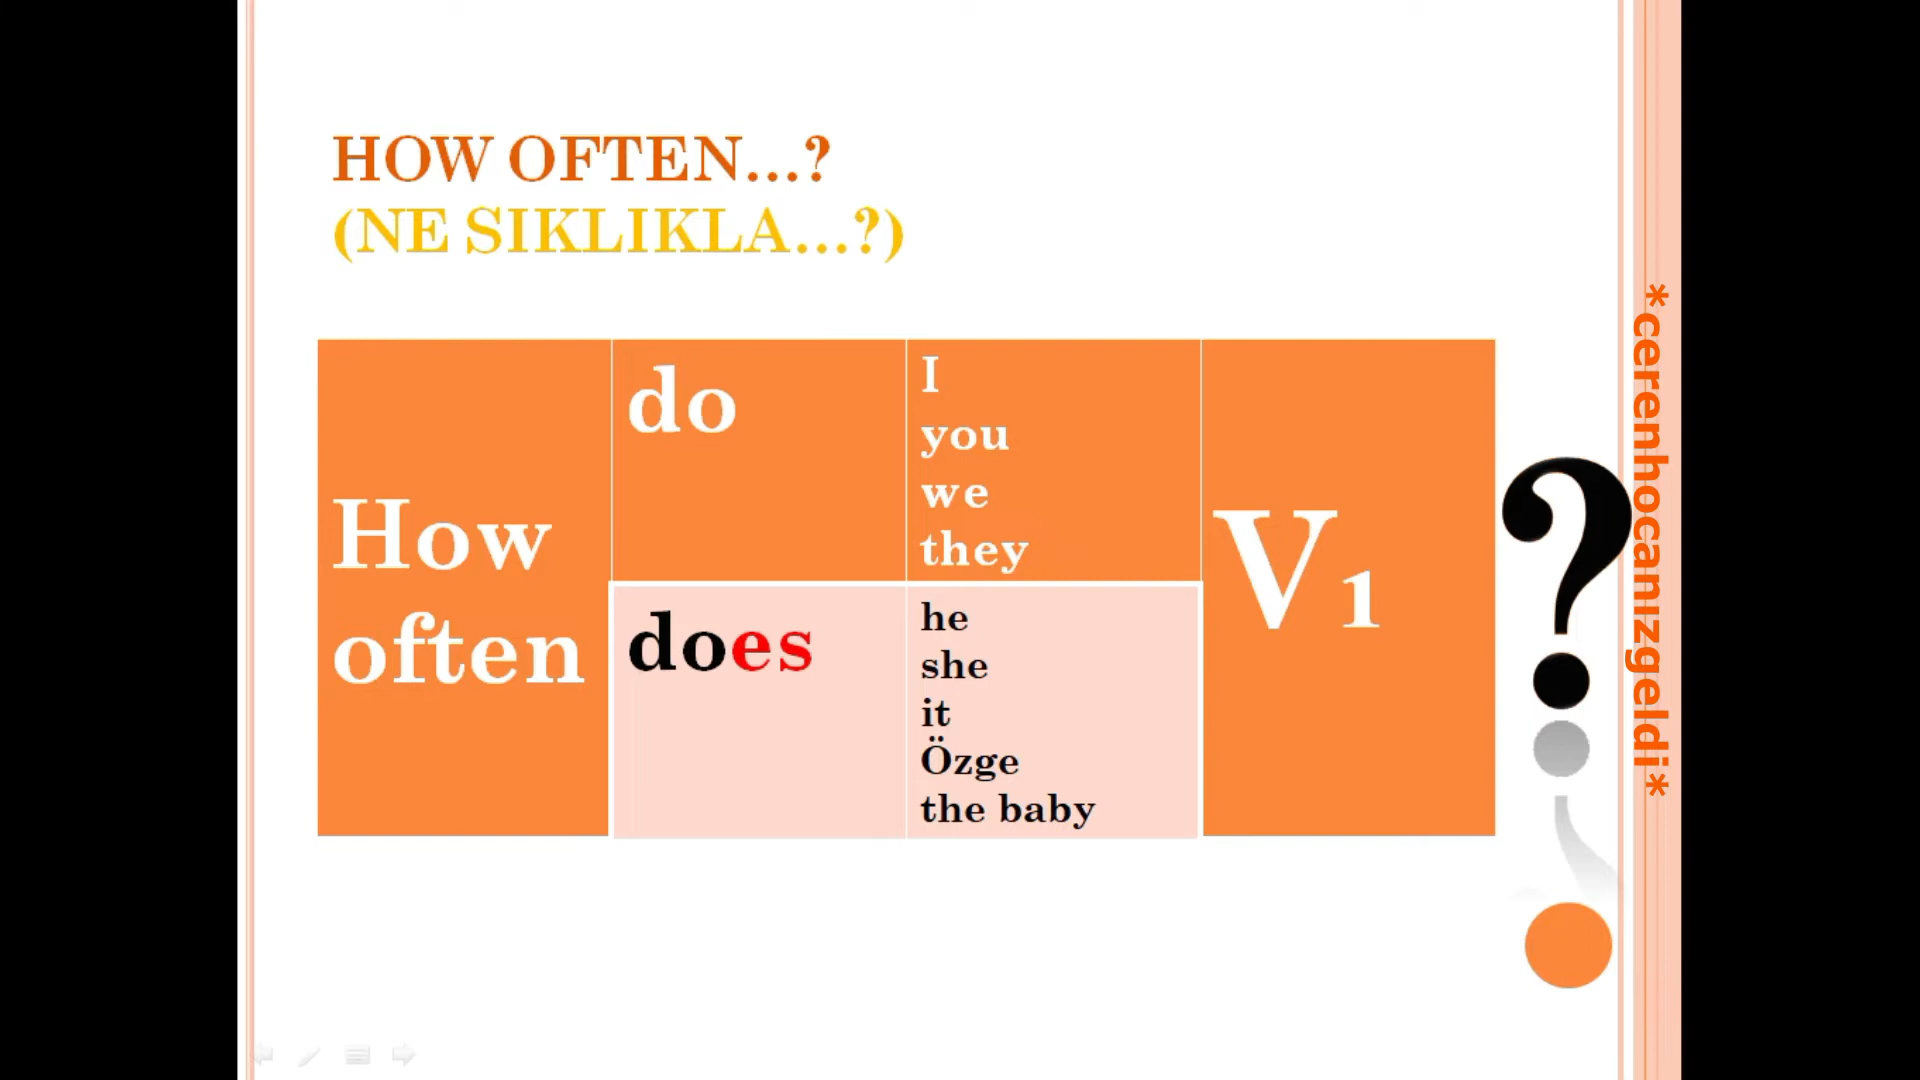 HOW OFTEN...?
(NE SIKLIKLA...?)
How
often
do
I
you
we
they
does
he
she
it
Özge
the baby
V1
?
*cerenhocanızgeldi*